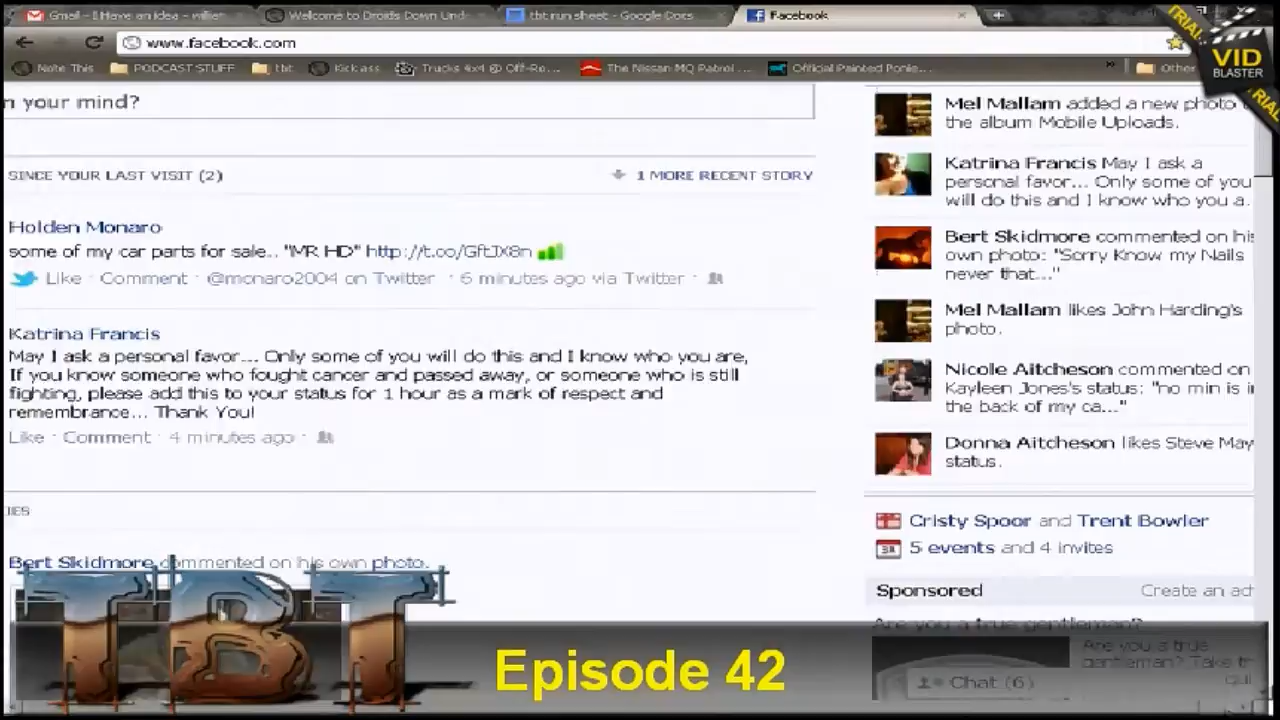 Gmail - I Have an idea - willier
Welcome to Droids Down Und
tbt run sheet - Google Docs
Facebook
www.facebook.com
Note This
PODCAST STUFF
tbt
Kick ass
Trucks 4x4 @ Off-Ro...
The Nissan MQ Patrol ...
Official Painted Ponie...
Other
TRIAL
VID
BLASTER
TRIAL
n your mind?
SINCE YOUR LAST VISIT (2)
1 MORE RECENT STORY
Holden Monaro
some of my car parts for sale.. "MR HD" http://t.co/GftJX8n
Like · Comment · @monaro2004 on Twitter · 6 minutes ago via Twitter ·
Katrina Francis
May I ask a personal favor... Only some of you will do this and I know who you are,
If you know someone who fought cancer and passed away, or someone who is still
fighting, please add this to your status for 1 hour as a mark of respect and
remembrance... Thank You!
Like · Comment · 4 minutes ago ·
IES
Bert Skidmore commented on his own photo.
Mel Mallam added a new photo
the album Mobile Uploads.
Katrina Francis May I ask a
personal favor... Only some of you
will do this and I know who you a.
Bert Skidmore commented on his
own photo: "Sorry Know my Nails
never that..."
Mel Mallam likes John Harding's
photo.
Nicole Aitcheson commented on
Kayleen Jones's status: "no min is in
the back of my ca..."
Donna Aitcheson likes Steve May
status.
Cristy Spoor and Trent Bowler
31
5 events and 4 invites
Sponsored
Create an ad
Are you a true gentleman?
Are you a true
gentleman? Take th
qui
Chat (6)
TBT
Episode 42